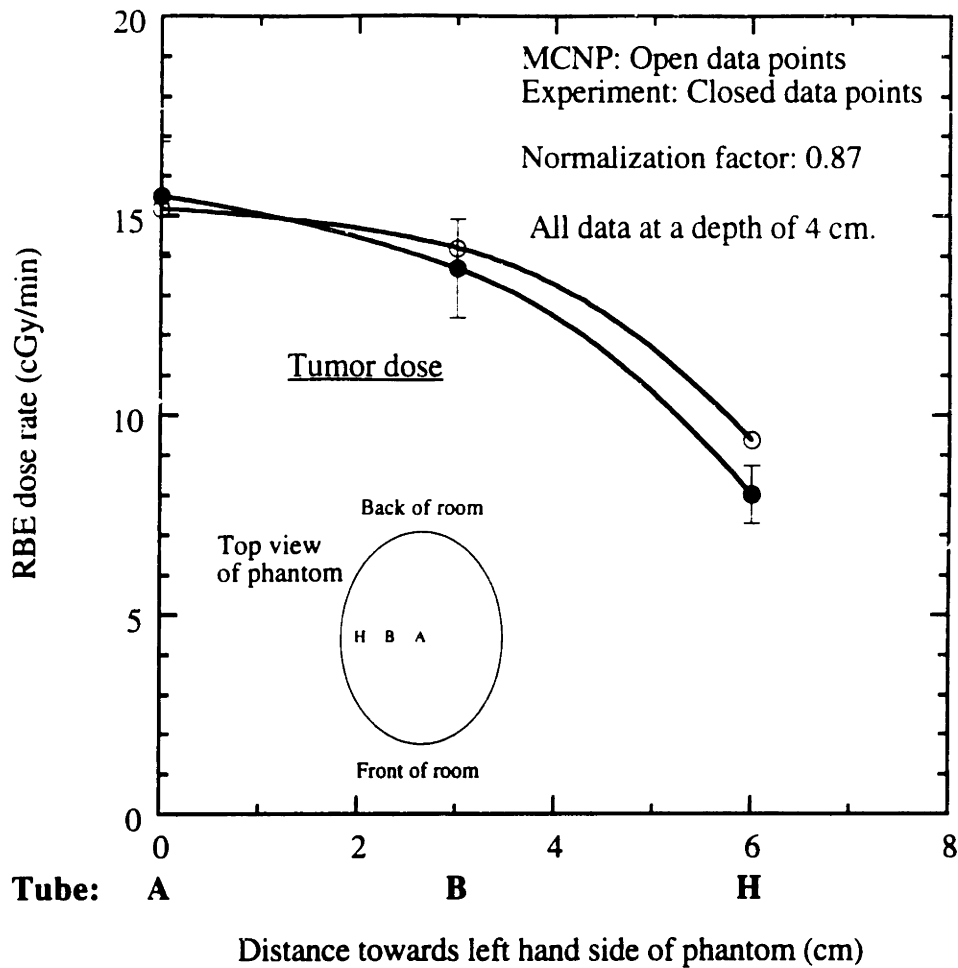 20
MCNP: Open data points
Experiment: Closed data points
Normalization factor: 0.87
15
All data at a depth of 4 cm.
RBE dose rate (cGy/min)
Tumor dose
10
Back of room
Top view
of phantom
5
H B A
Front of room
0
0 2 4 6 8
Tube: A B H
Distance towards left hand side of phantom (cm)